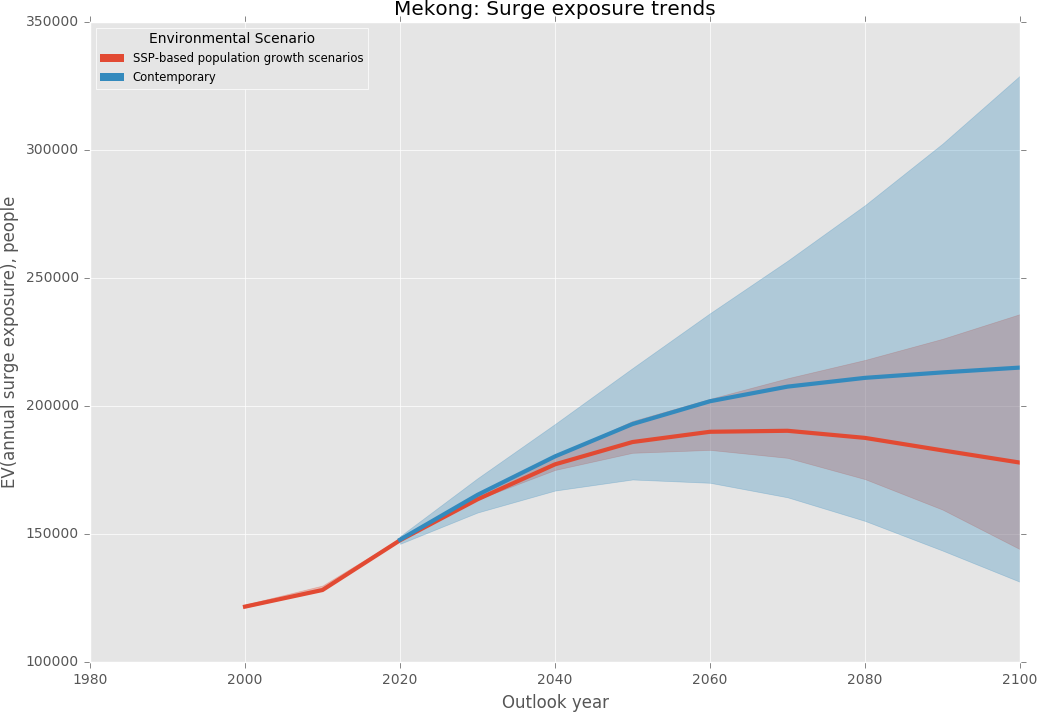 Mekong: Surge exposure trends
350000
300000
250000
200000
150000
100000
EV(annual surge exposure), people
Environmental Scenario
SSP-based population growth scenarios
Contemporary
1980 2000 2020 2040 2060 2080 2100
Outlook year